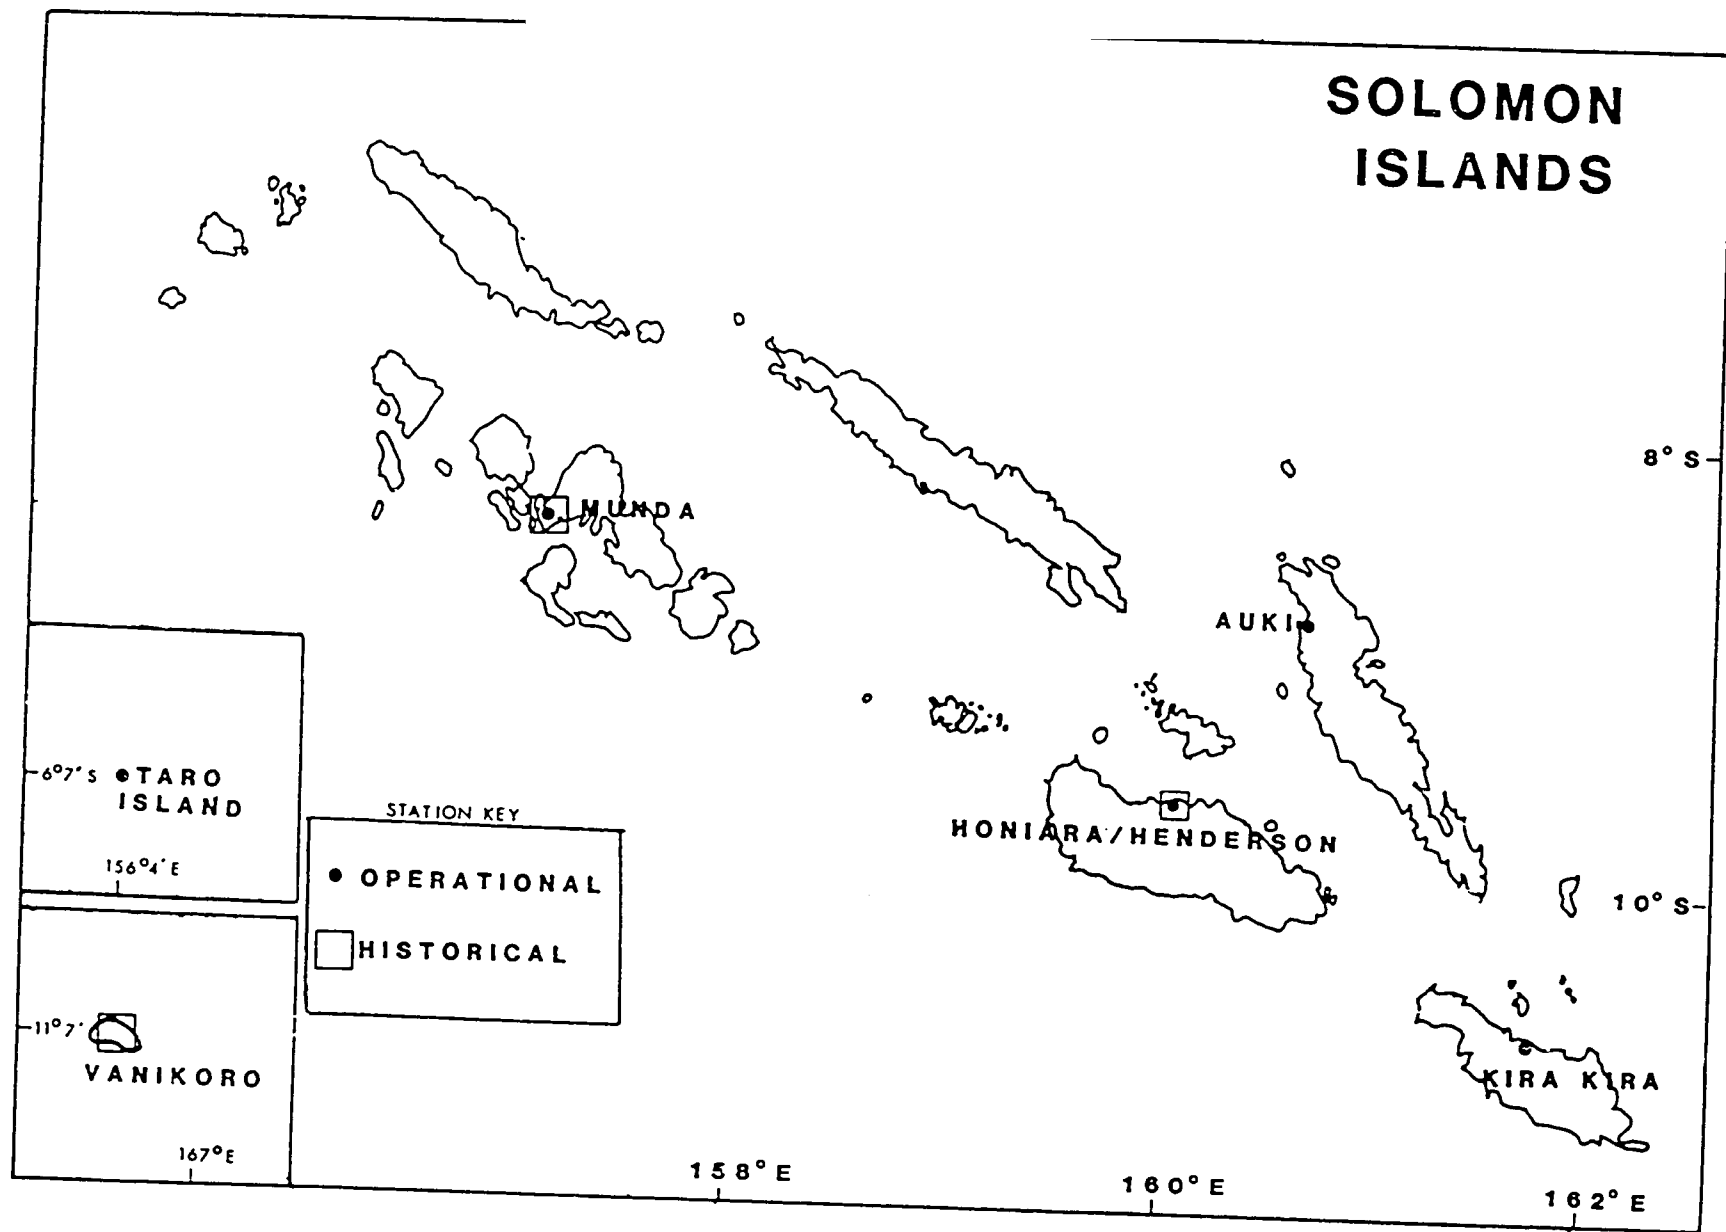 SOLOMON
ISLANDS
8° S
MUNDA
AUKI
6°7' S
TARO
ISLAND
156°4' E
STATION KEY
OPERATIONAL
HISTORICAL
HONIARA/HENDERSON
10° S
11°7'
VANIKORO
167°E
KIRA KIRA
158° E
160° E
162° E